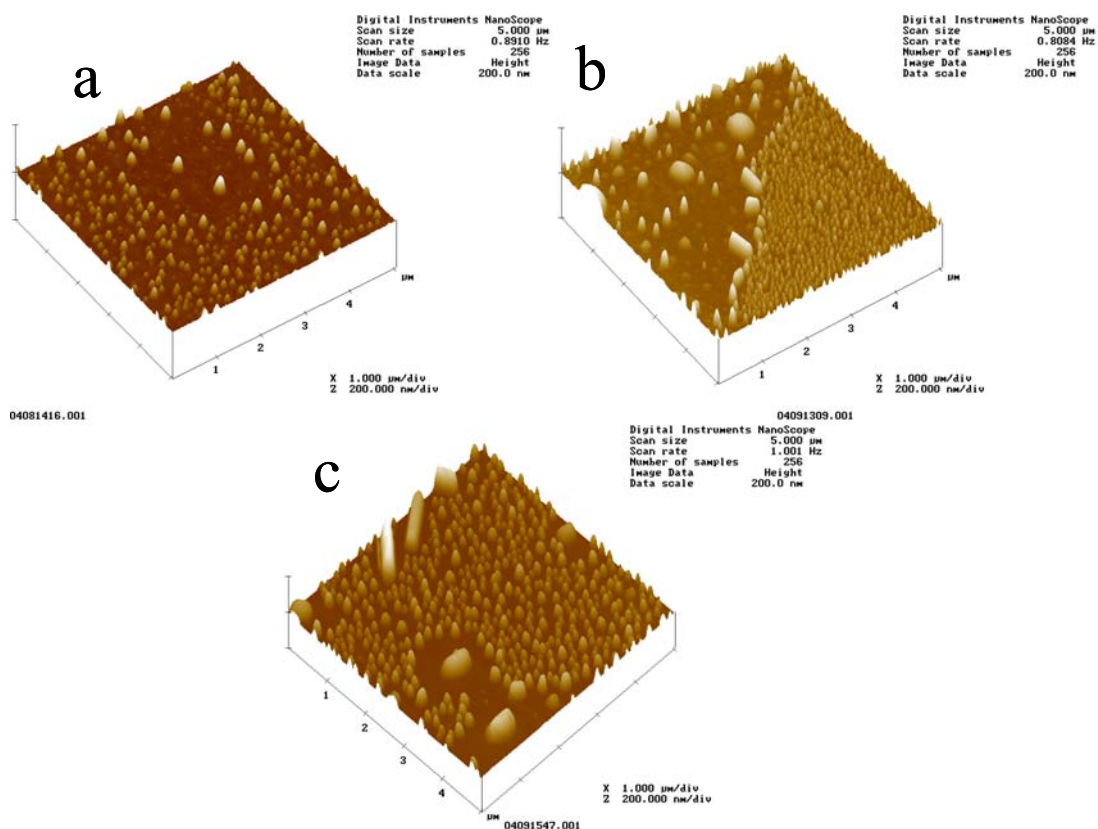 a
Digital Instruments NanoScope
Scan size 5.000 µm
Scan rate 0.8910 Hz
Number of samples 256
Image Data Height
Data scale 200.0 nm
µm
4
3
2
1
X 1.000 µm/div
Z 200.000 nm/div
04081416.001
b
Digital Instruments NanoScope
Scan size 5.000 µm
Scan rate 0.8084 Hz
Number of samples 256
Image Data Height
Data scale 200.0 nm
µm
4
3
2
1
X 1.000 µm/div
Z 200.000 nm/div
04091309.001
c
Digital Instruments NanoScope
Scan size 5.000 µm
Scan rate 1.001 Hz
Number of samples 256
Image Data Height
Data scale 200.0 nm
1
2
3
4
µm
X 1.000 µm/div
Z 200.000 nm/div
04091547.001